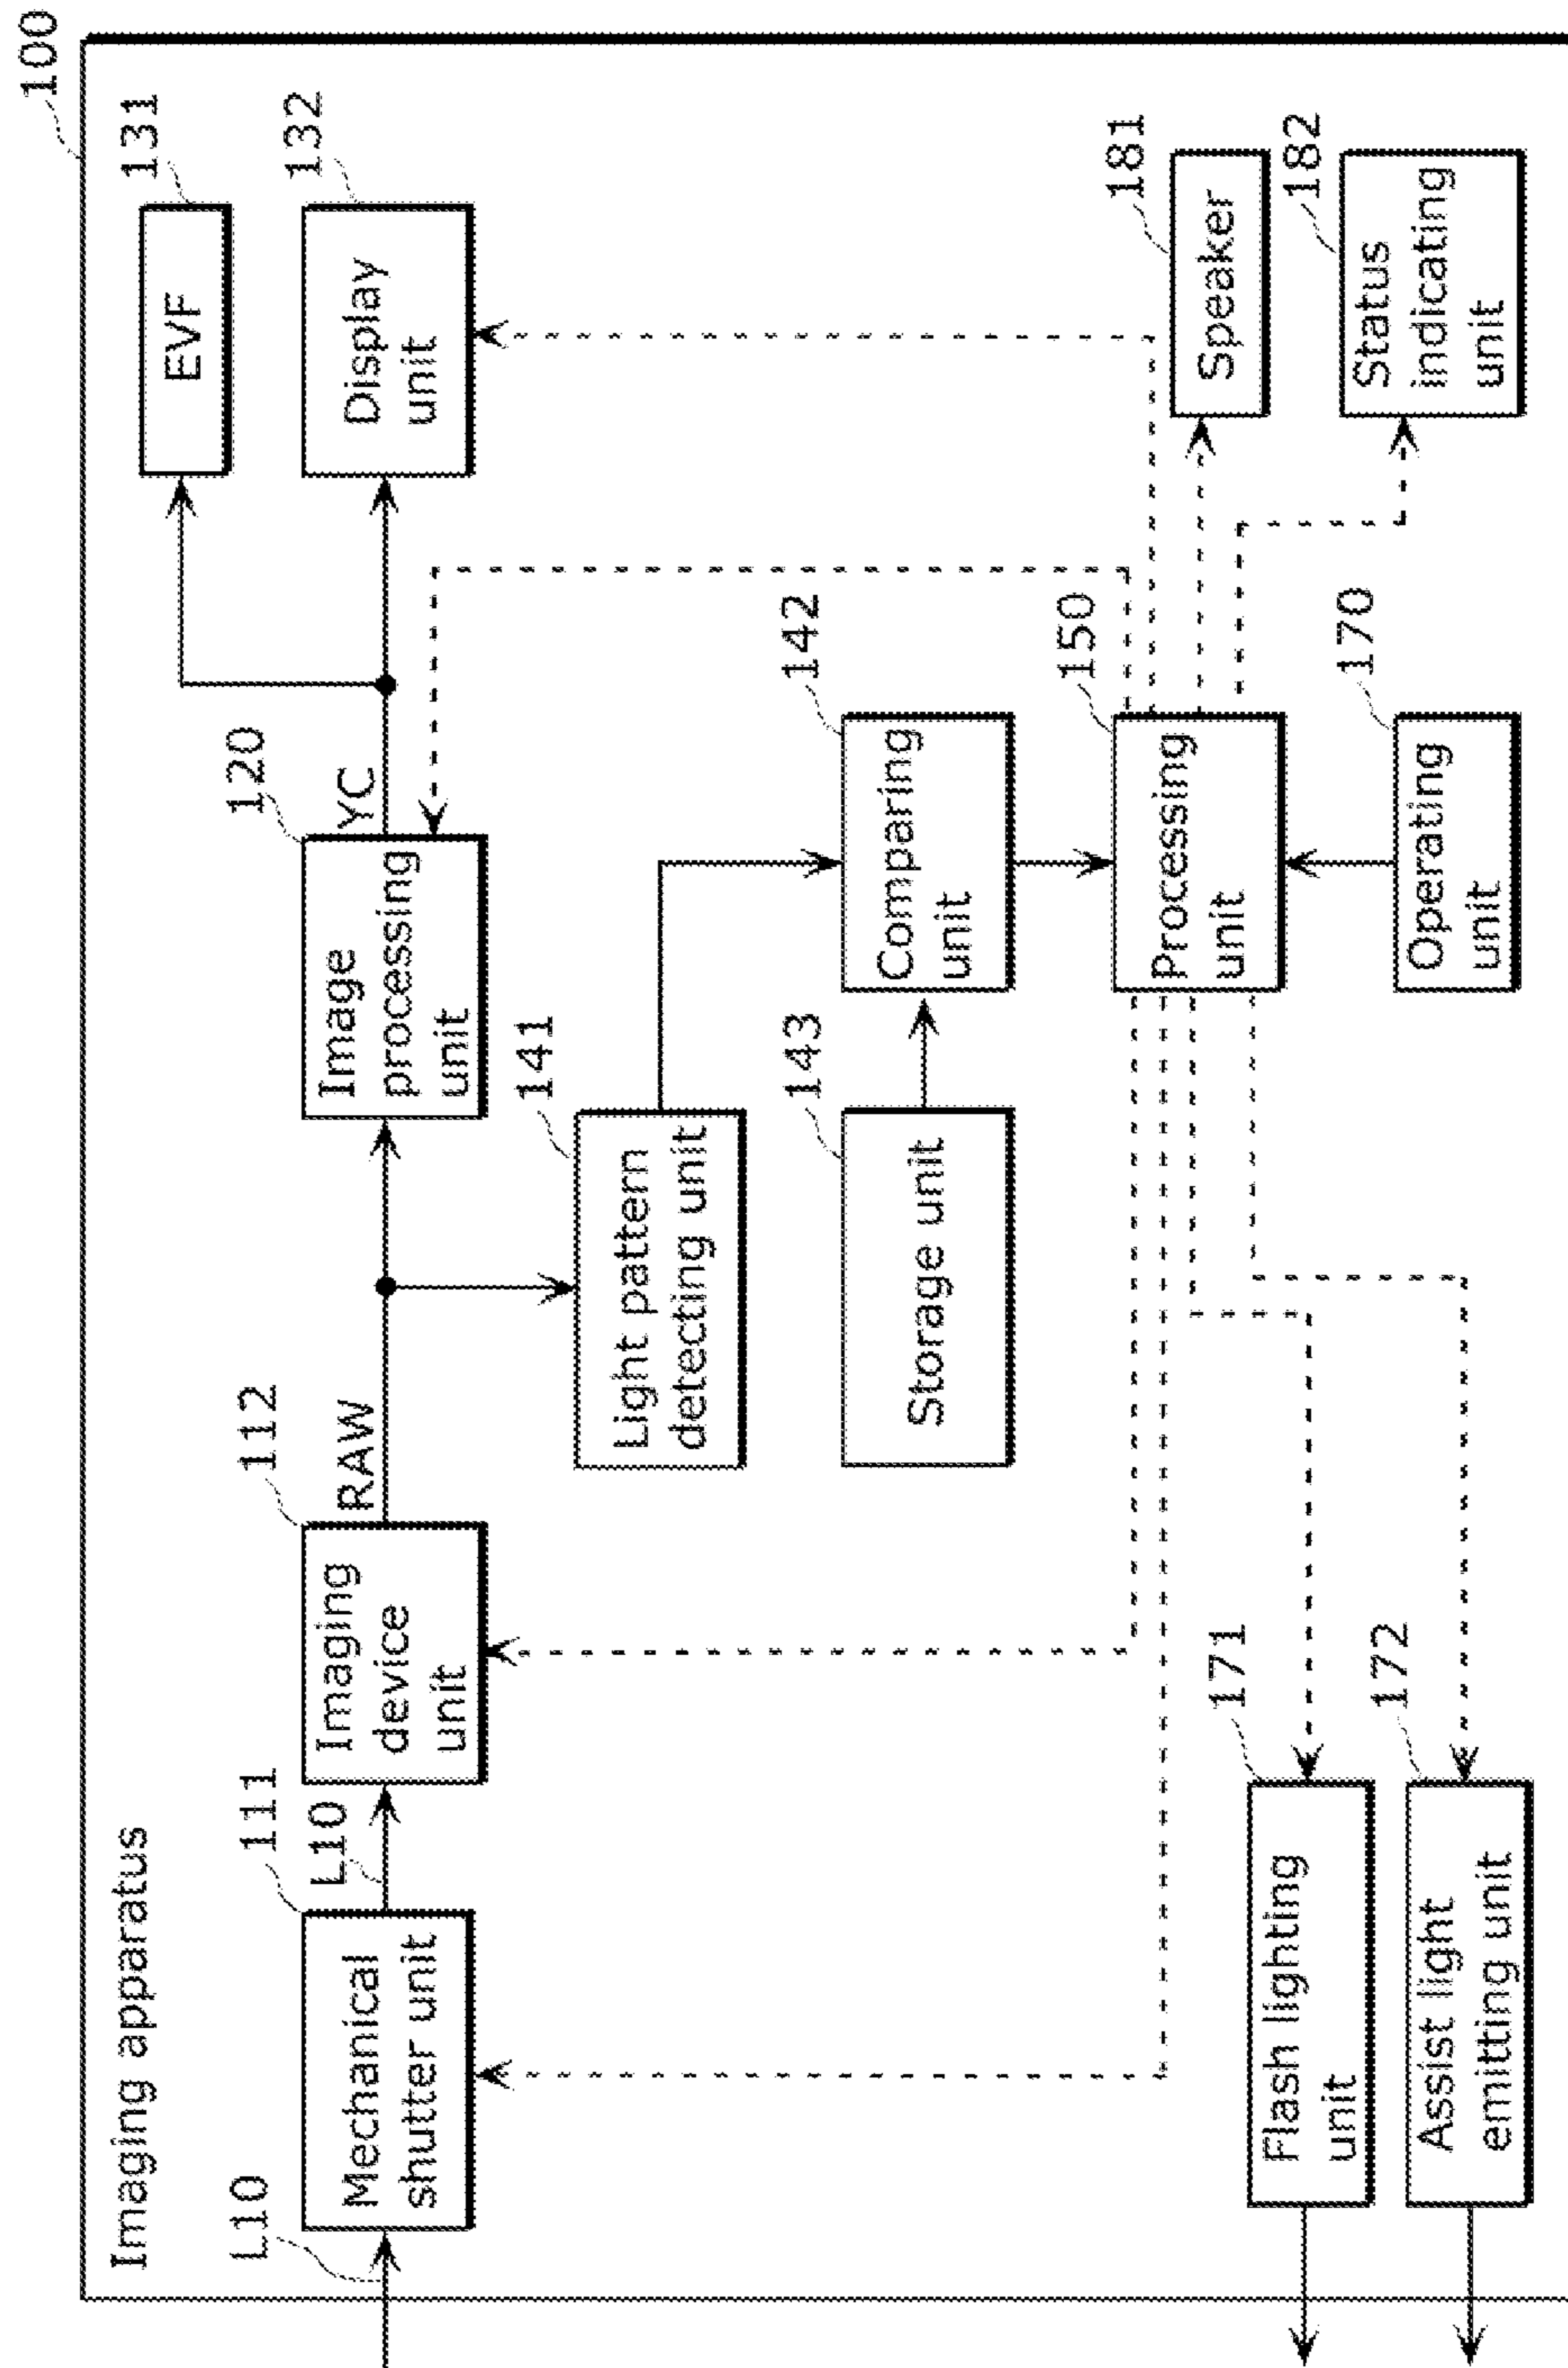 100
Imaging apparatus
131
EVF
132
Display
unit
L10
111
Mechanical
shutter unit
L10
112
Imaging
device
unit
RAW
120
Image
processing
unit
YC
141
Light pattern
detecting unit
143
Storage unit
142
Comparing
unit
150
Processing
unit
170
Operating
unit
181
Speaker
182
Status
indicating
unit
171
Flash lighting
unit
172
Assist light
emitting unit